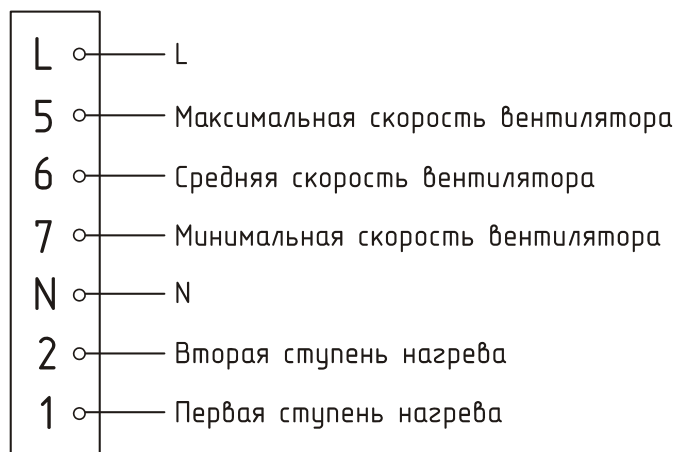 L L
5 Максимальная скорость вентилятора
6 Средняя скорость вентилятора
7 Минимальная скорость вентилятора
N N
2 Вторая ступень нагрева
1 Первая ступень нагрева